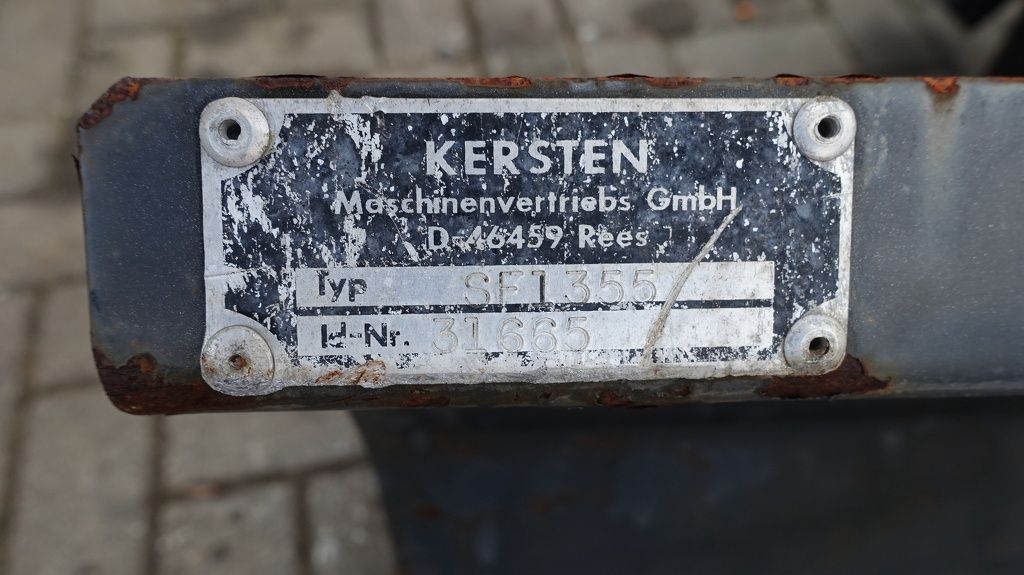 KERSTEN
Maschinenvertriebs GmbH
D-46459 Rees
Typ SF1355
Id-Nr. 31665